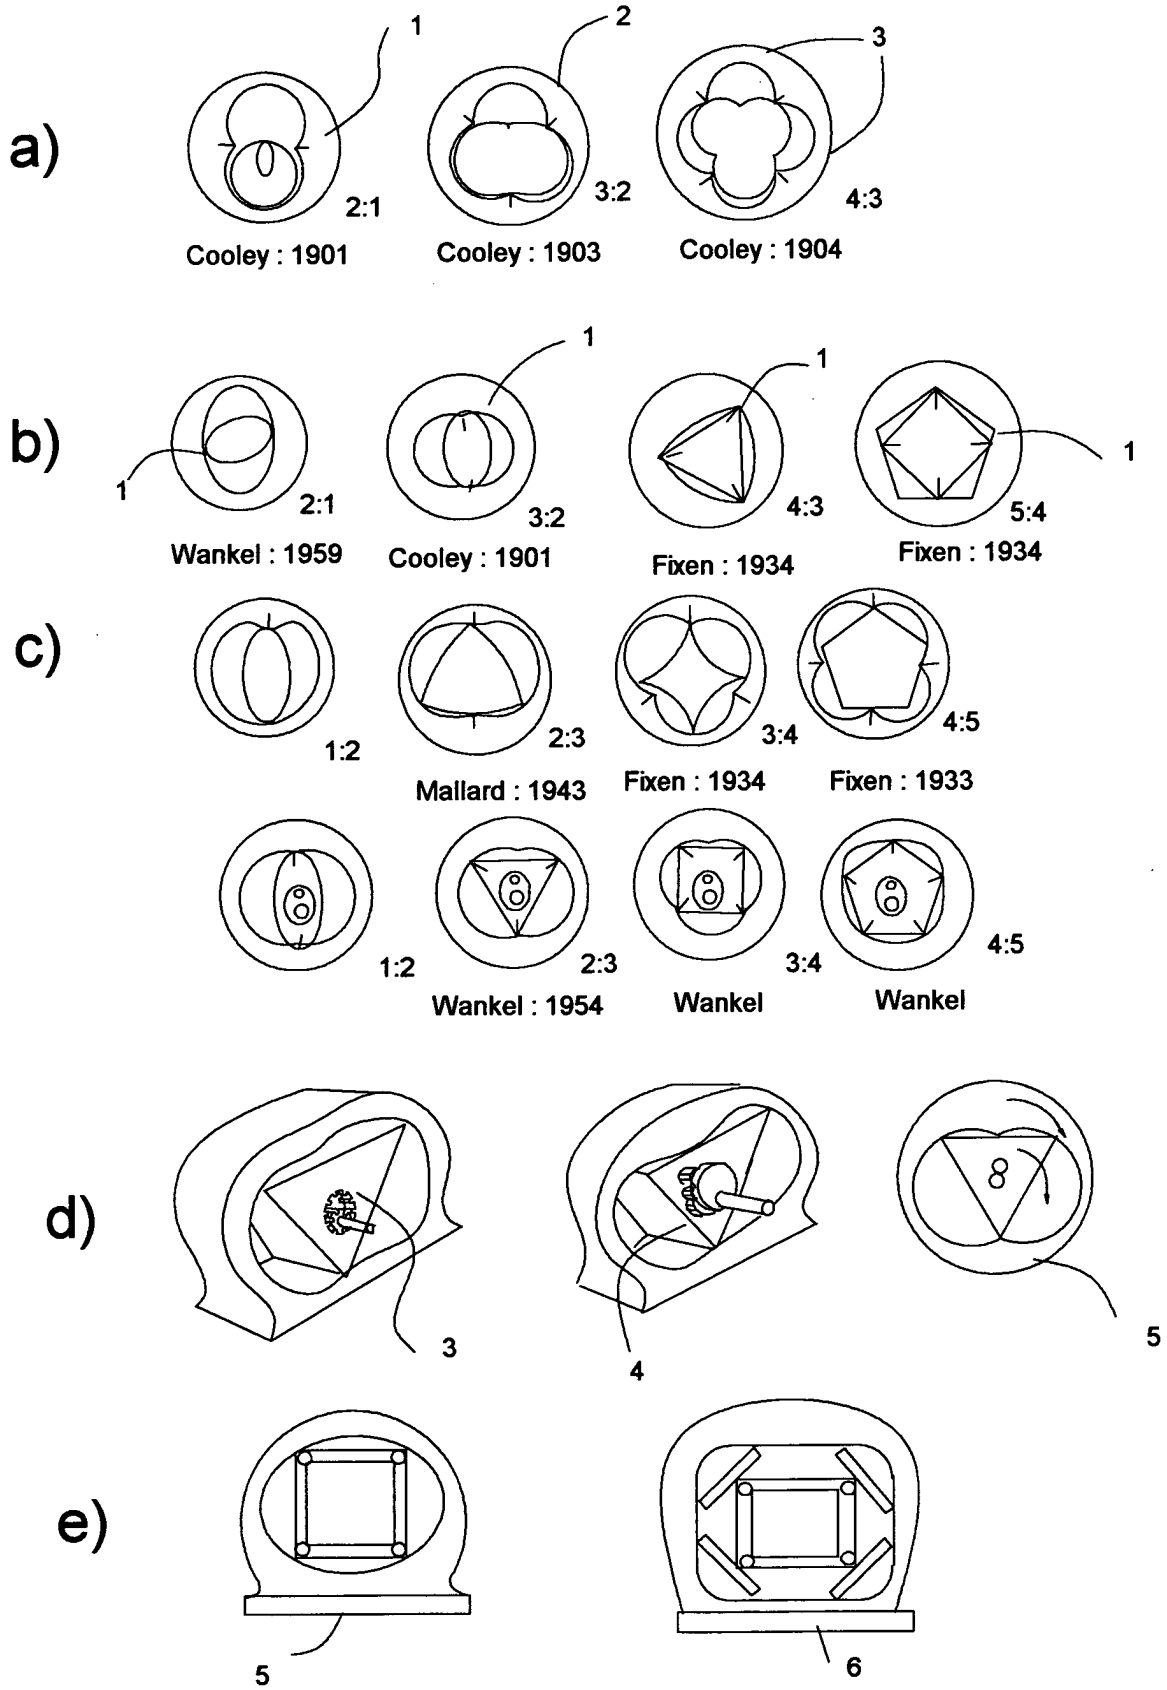 1
2
3
a)
2:1
3:2
4:3
Cooley : 1901
Cooley : 1903
Cooley : 1904
1
1
b)
1
1
2:1
3:2
4:3
5:4
Wankel : 1959
Cooley : 1901
Fixen : 1934
Fixen : 1934
c)
1:2
2:3
3:4
4:5
Mallard : 1943
Fixen : 1934
Fixen : 1933
1:2
2:3
3:4
4:5
Wankel : 1954
Wankel
Wankel
d)
3
4
5
e)
5
6